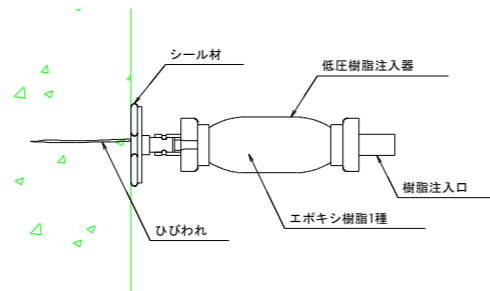 シール材
低圧樹脂注入器
樹脂注入口
エポキシ樹脂1種
ひびわれ